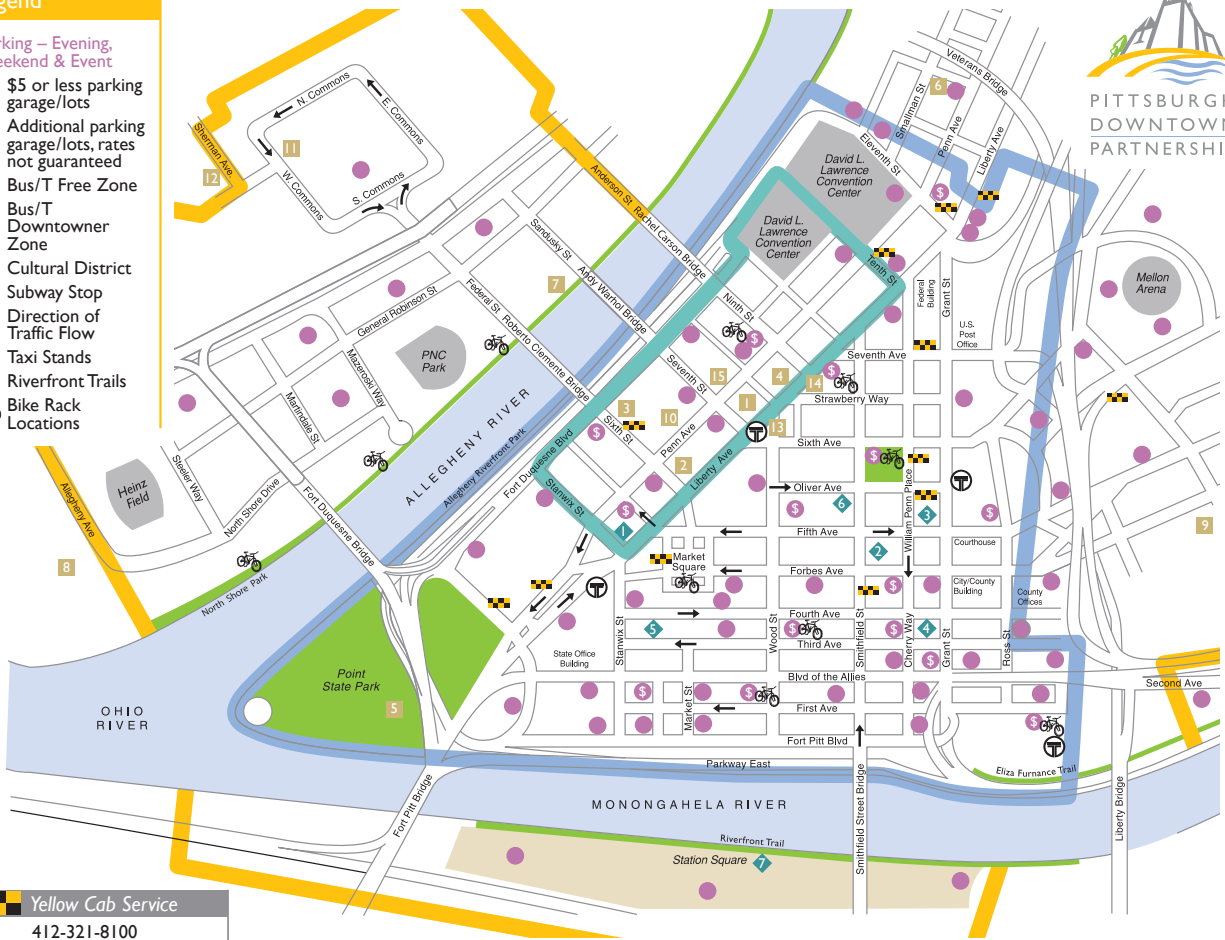 gend
rking – Evening,
eekend & Event
$5 or less parking
garage/lots
Additional parking
garage/lots, rates
not guaranteed
Bus/T Free Zone
Bus/T
Downtowner
Zone
Cultural District
Subway Stop
Direction of
Traffic Flow
Taxi Stands
Riverfront Trails
Bike Rack
Locations
PITTSBURGH
DOWNTOWN
PARTNERSHIP
Veterans Bridge
Smallman St
6
Penn Ave
Liberty Ave
Eleventh St
N. Commons
E. Commons
11
Sherman Ave.
12
W. Commons
S. Commons
David L.
Lawrence
Convention
Center
David L.
Lawrence
Convention
Center
$
Anderson St
Rachel Carson Bridge
Sandusky St
7
Andy Warhol Bridge
Tenth St
Federal
Building
Grant St
Mellon
Arena
General Robinson St
Federal St
Roberto Clemente Bridge
Ninth St
$
U.S.
Post
Office
PNC
Park
Mazeroski Way
Martindale St
Seventh St
15
4
14
Seventh Ave
$
Strawberry Way
3
1
10
Sixth St
$
13
T
Sixth Ave
Penn Ave
2
Liberty Ave
$
Fort Duquesne Blvd
Stanwix St
ALLEGHENY RIVER
Allegheny Riverfront Park
Steeler Way
Heinz
Field
North Shore Drive
Fort Duquesne Bridge
Allegheny Ave
8
North Shore Park
Oliver Ave
$
6
William Penn Place
3
$
T
9
$
1
Fifth Ave
2
Courthouse
Market
Square
Forbes Ave
$
City/County
Building
County
Offices
T
Fourth Ave
5
Wood St
$
Smithfield St
$
Cherry Way
4
Grant St
Ross St
Stanwix St
Third Ave
$
State Office
Building
Blvd of the Allies
Second Ave
Point
State Park
5
$
Market St
$
First Ave
$
T
Fort Pitt Blvd
OHIO
RIVER
Parkway East
Eliza Furnance Trail
Fort Pitt Bridge
MONONGAHELA RIVER
Smithfield Street Bridge
Liberty Bridge
Riverfront Trail
Station Square
7
Yellow Cab Service
412-321-8100